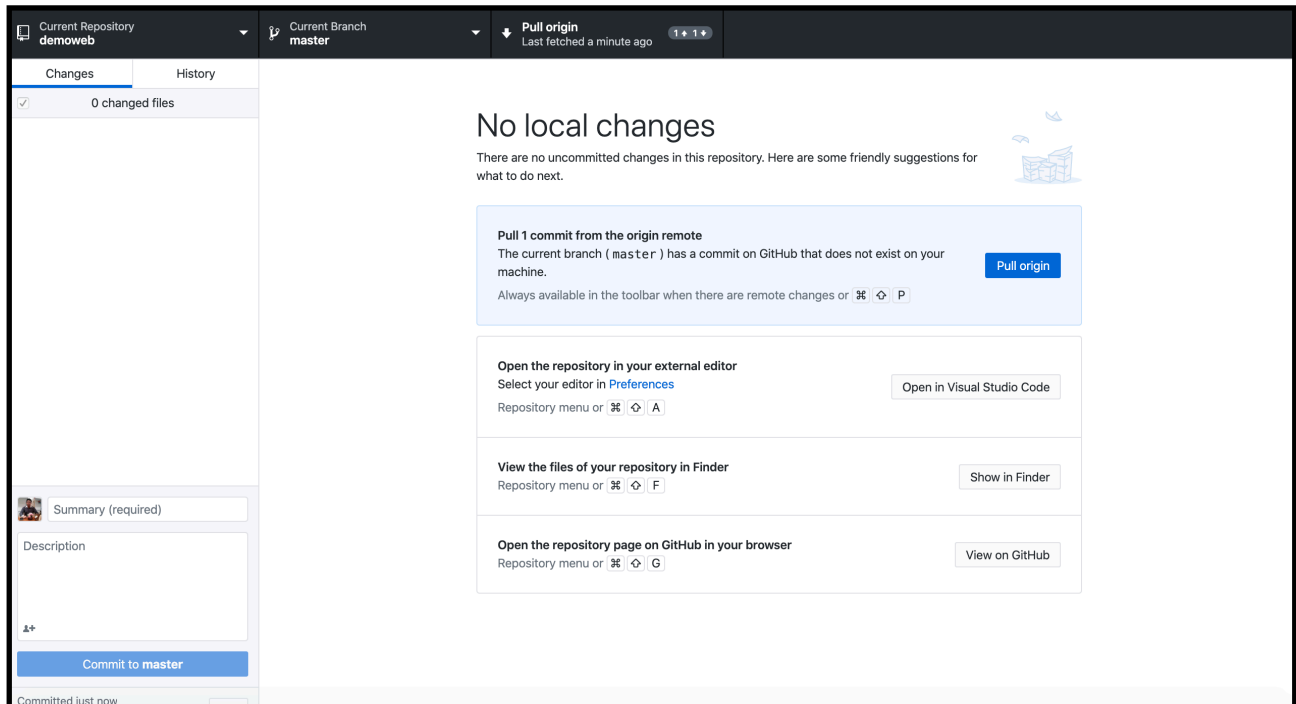 Current Repository
demoweb
Current Branch
master
Pull origin
Last fetched a minute ago
1 1
Changes
History
0 changed files
No local changes
There are no uncommitted changes in this repository. Here are some friendly suggestions for
what to do next.
Pull 1 commit from the origin remote
The current branch ( master ) has a commit on GitHub that does not exist on your
machine.
Always available in the toolbar when there are remote changes or ⌘ ⇧ P
Pull origin
Open the repository in your external editor
Select your editor in Preferences
Repository menu or ⌘ ⇧ A
Open in Visual Studio Code
View the files of your repository in Finder
Repository menu or ⌘ ⇧ F
Show in Finder
Open the repository page on GitHub in your browser
Repository menu or ⌘ ⇧ G
View on GitHub
Summary (required)
Description
Commit to master
Committed just now